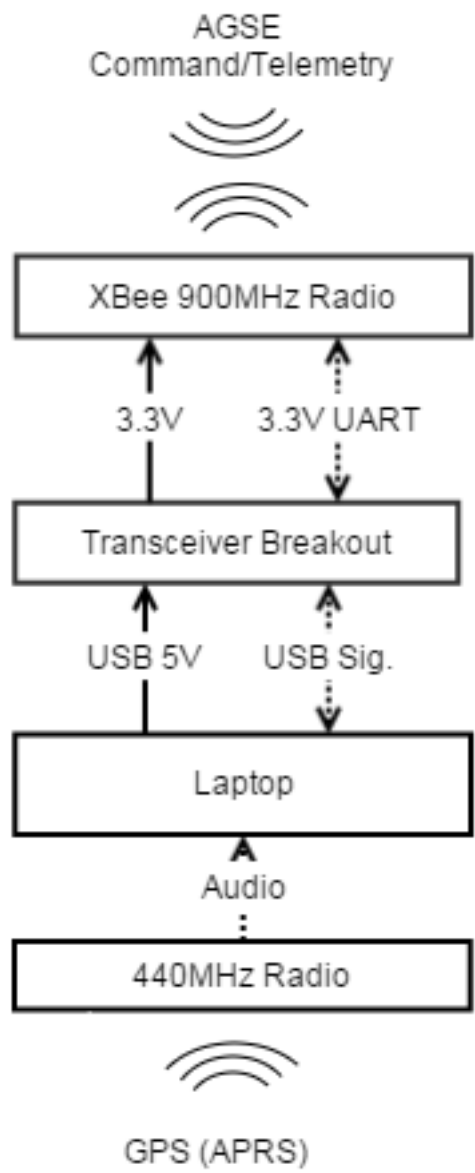 AGSE
Command/Telemetry
XBee 900MHz Radio
3.3V 3.3V UART
Transceiver Breakout
USB 5V USB Sig.
Laptop
Audio
440MHz Radio
GPS (APRS)